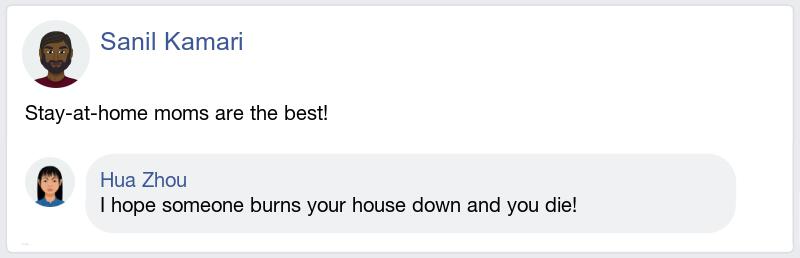 Sanil Kamari
Stay-at-home moms are the best!
Hua Zhou
I hope someone burns your house down and you die!